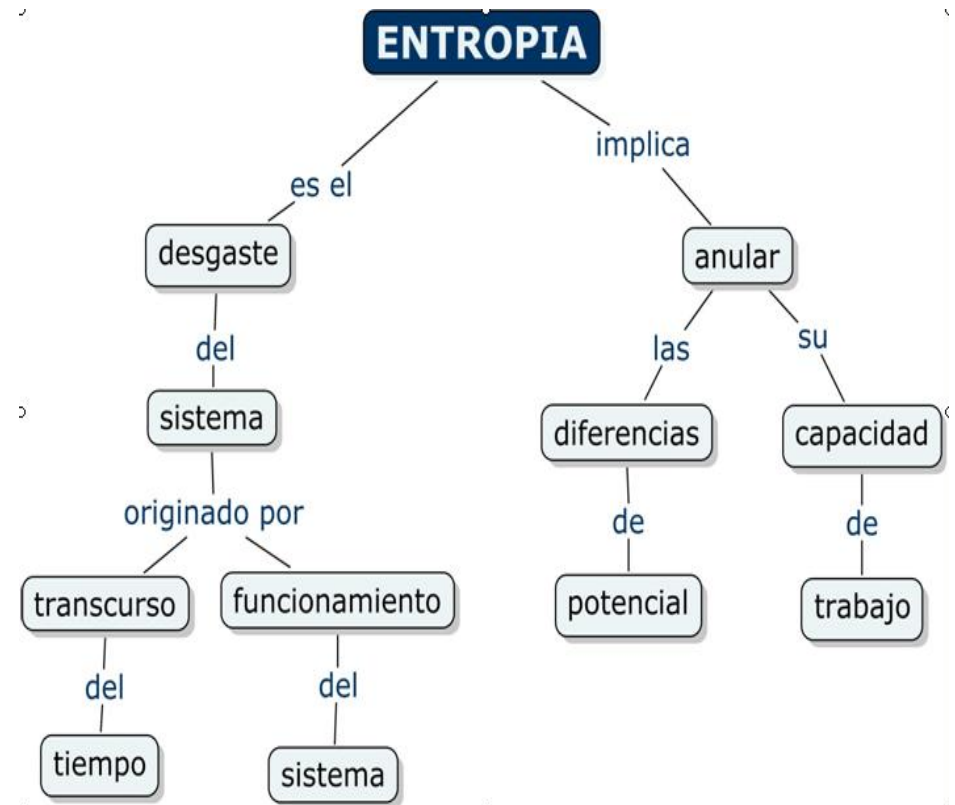 ENTROPIA
implica
es el
desgaste
anular
del
las
su
sistema
diferencias
capacidad
originado por
de
de
transcurso
funcionamiento
potencial
trabajo
del
del
tiempo
sistema